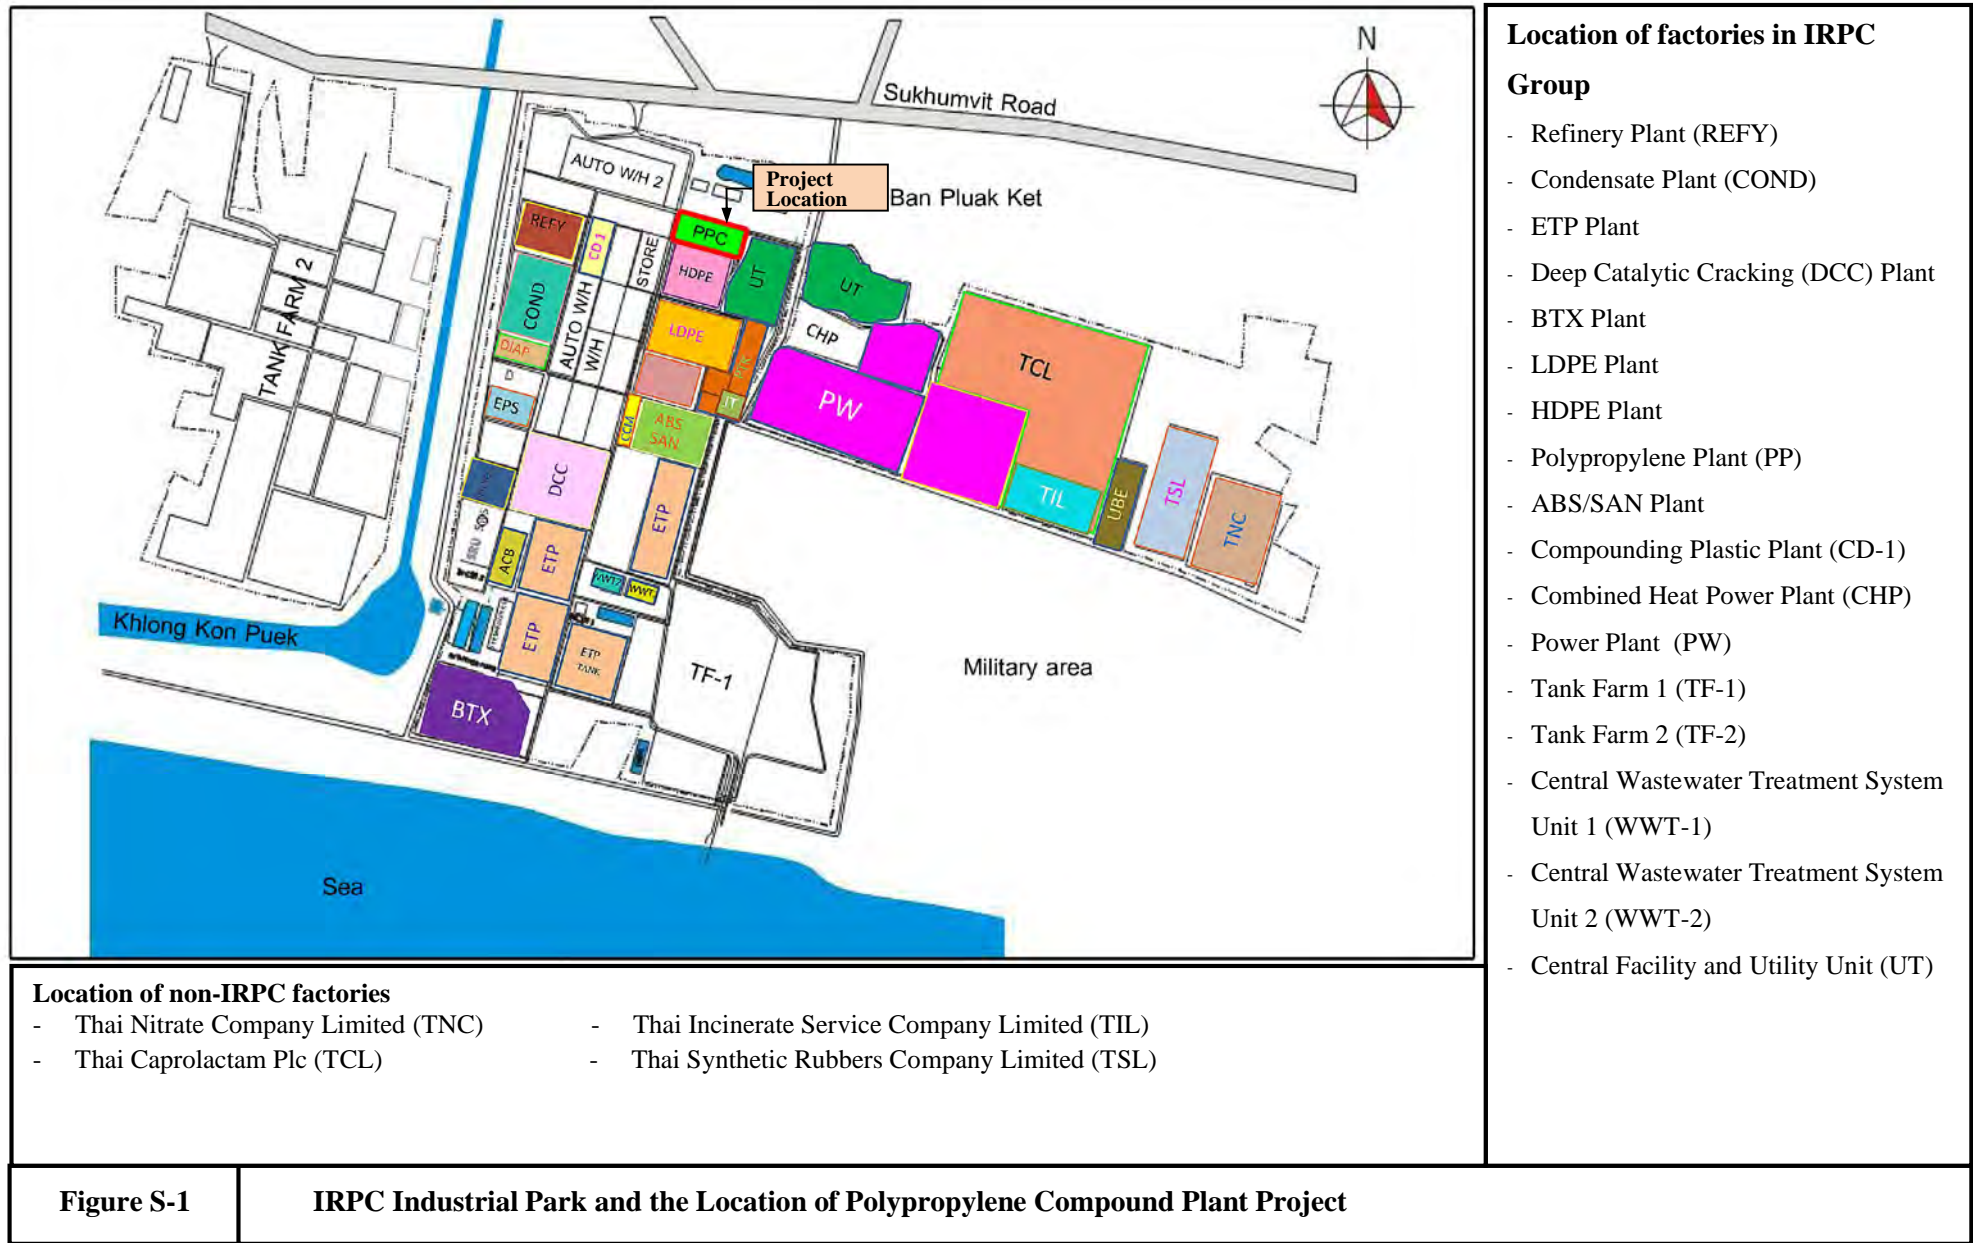 N
Sukhumvit Road
AUTO W/H 2
Project
Location
Ban Pluak Ket
REFY
CD 1
STORE
PPC
HDPE
UT
UT
TANK FARM 2
COND
AUTO W/H
W/H
LDPE
CHP
TCL
DIAP
D
EPS
CCM
ABS
SAN
PW
DCC
ETP
TIL
UBE
TSL
TNC
ACB
ETP
WWT2
WWT
Khlong Kon Puek
ETP
ETP
TANK
TF-1
Military area
BTX
Sea
Location of factories in IRPC
Group
- Refinery Plant (REFY)
- Condensate Plant (COND)
- ETP Plant
- Deep Catalytic Cracking (DCC) Plant
- BTX Plant
- LDPE Plant
- HDPE Plant
- Polypropylene Plant (PP)
- ABS/SAN Plant
- Compounding Plastic Plant (CD-1)
- Combined Heat Power Plant (CHP)
- Power Plant (PW)
- Tank Farm 1 (TF-1)
- Tank Farm 2 (TF-2)
- Central Wastewater Treatment System
Unit 1 (WWT-1)
- Central Wastewater Treatment System
Unit 2 (WWT-2)
- Central Facility and Utility Unit (UT)
Location of non-IRPC factories
- Thai Nitrate Company Limited (TNC)
- Thai Caprolactam Plc (TCL)
- Thai Incinerate Service Company Limited (TIL)
- Thai Synthetic Rubbers Company Limited (TSL)
Figure S-1
IRPC Industrial Park and the Location of Polypropylene Compound Plant Project